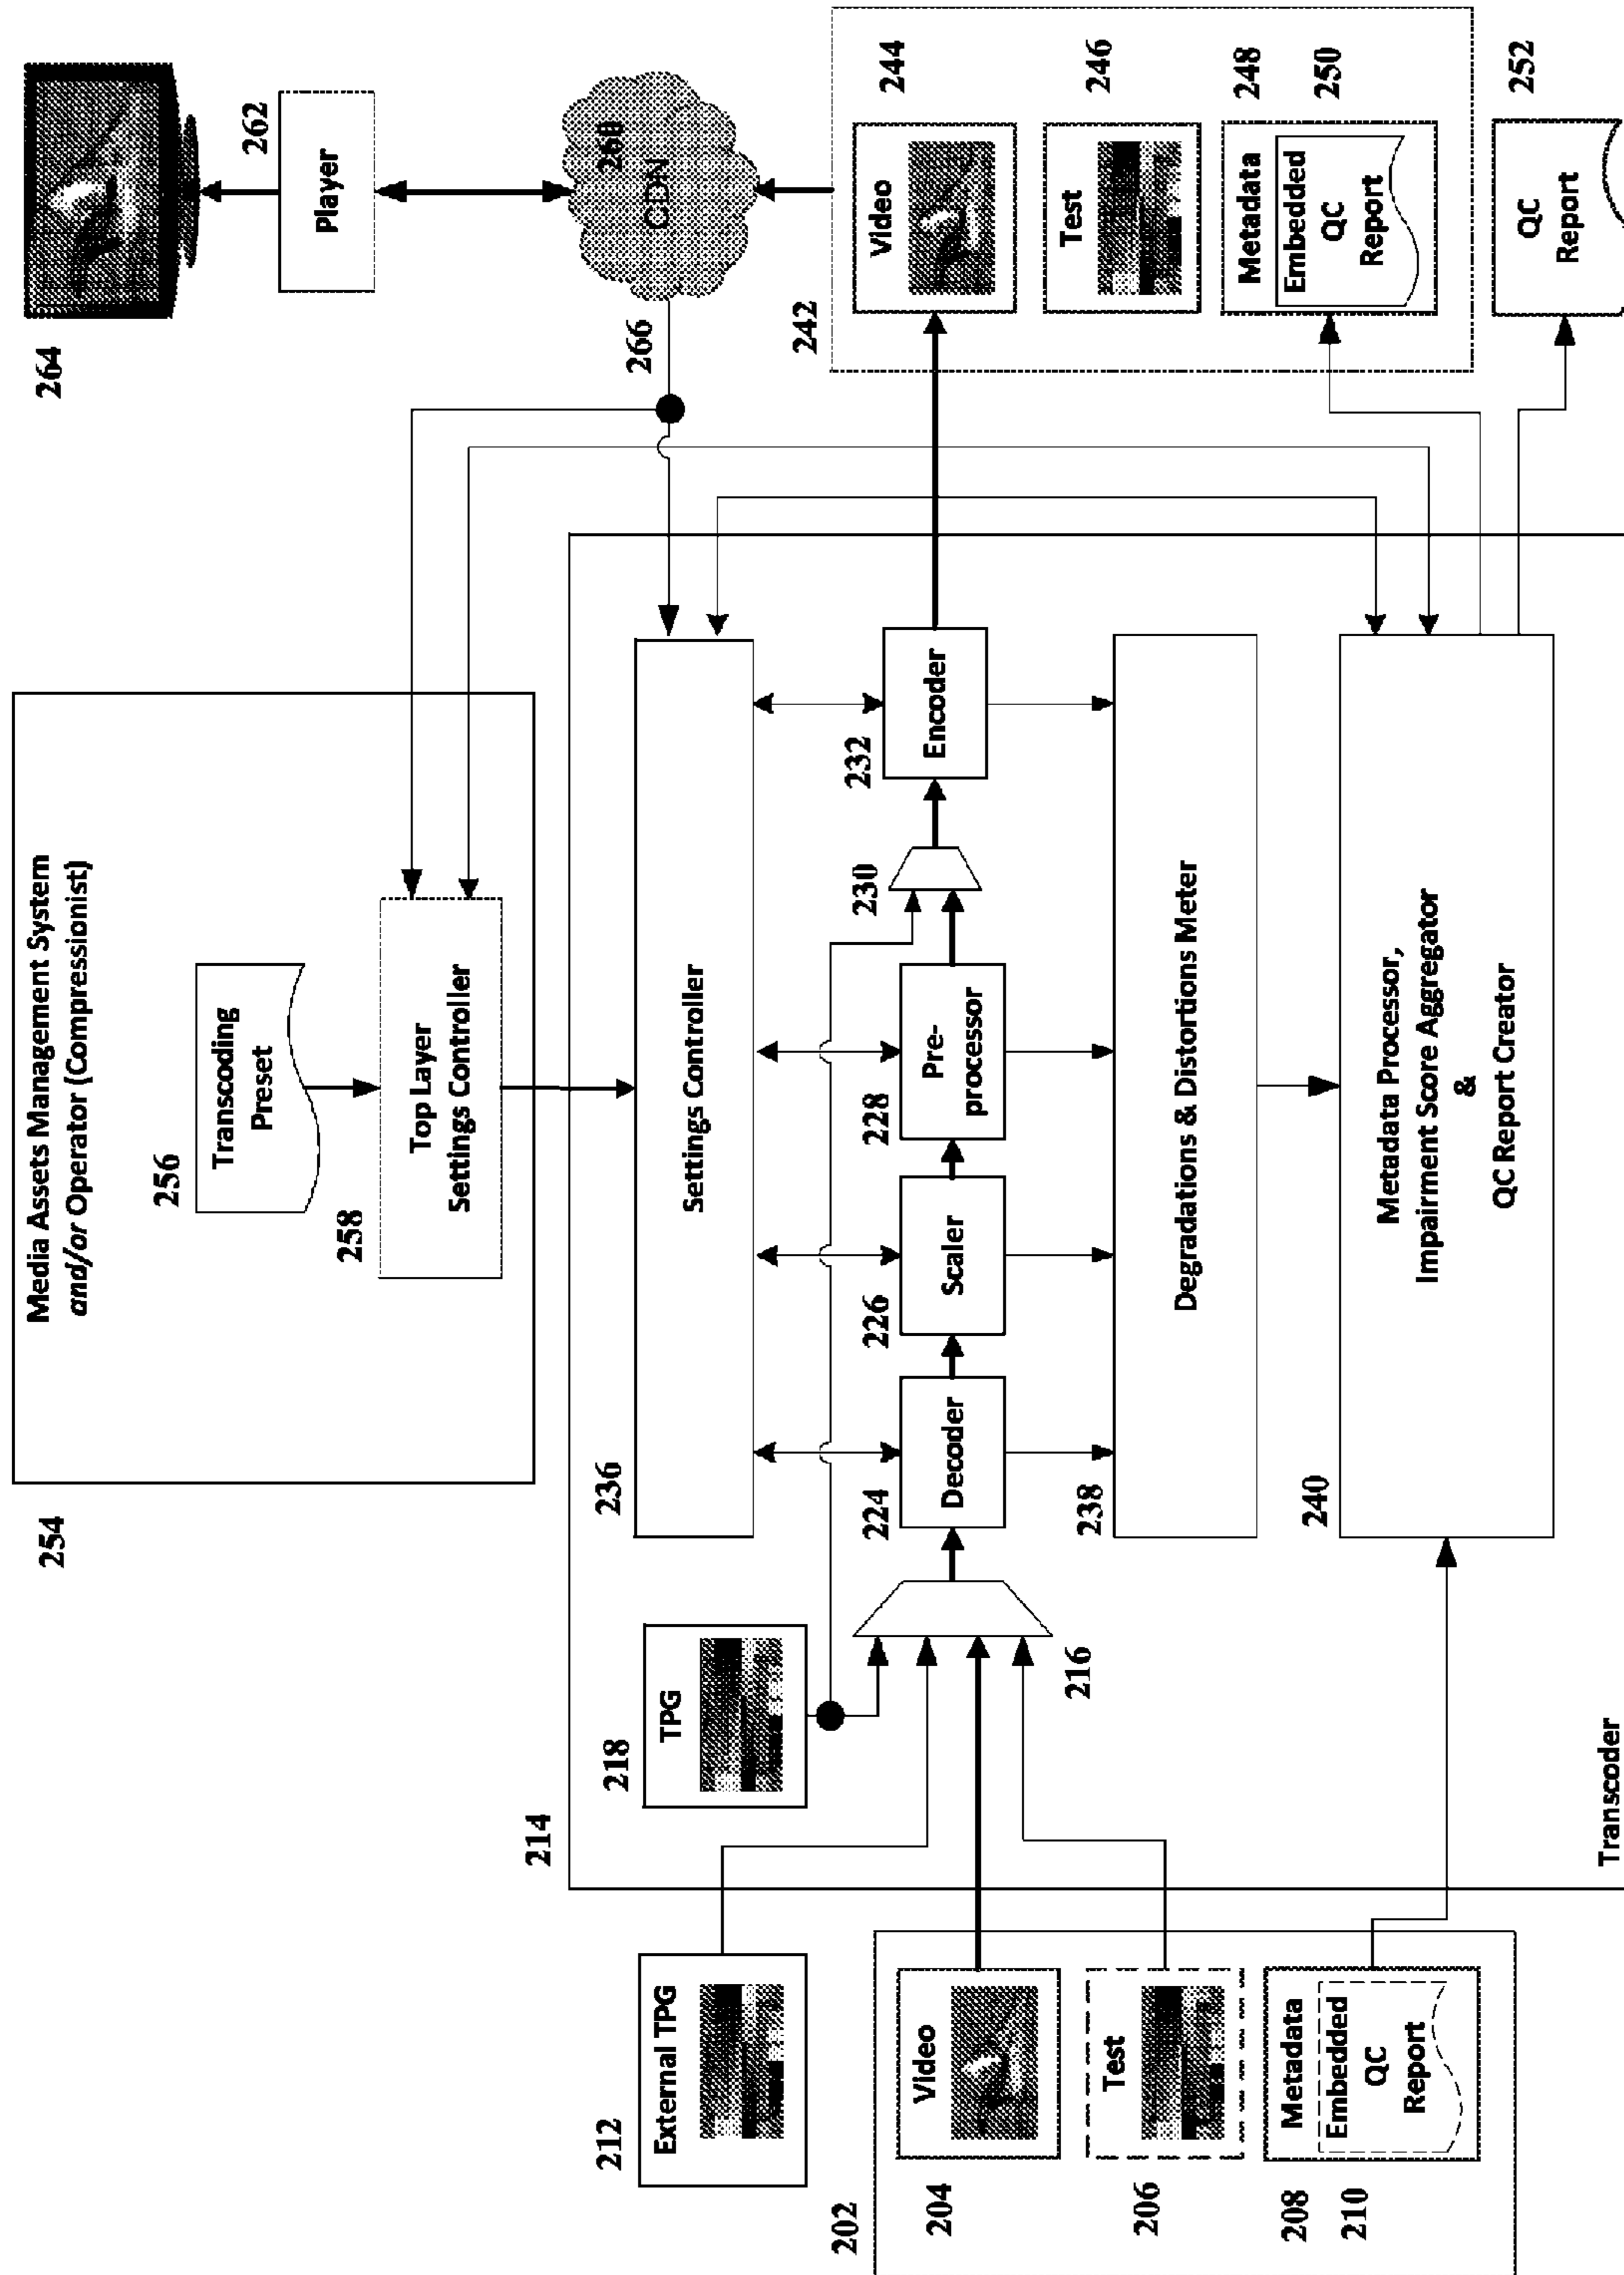 254
Media Assets Management System
and/or Operator (Compressionist)
256
Transcoding
Preset
258
Top Layer
Settings Controller
264
262
Player
260
CDN
266
212
External TPG
214
218
TPG
236
Settings Controller
202
204
Video
206
Test
208
Metadata
210
Embedded
QC
Report
216
224
Decoder
226
Scaler
228
Pre-
processor
230
232
Encoder
238
Degradations & Distortions Meter
240
Metadata Processor,
Impairment Score Aggregator
&
QC Report Creator
Transcoder
242
Video
244
Test
246
Metadata
248
Embedded
QC
Report
250
QC
Report
252